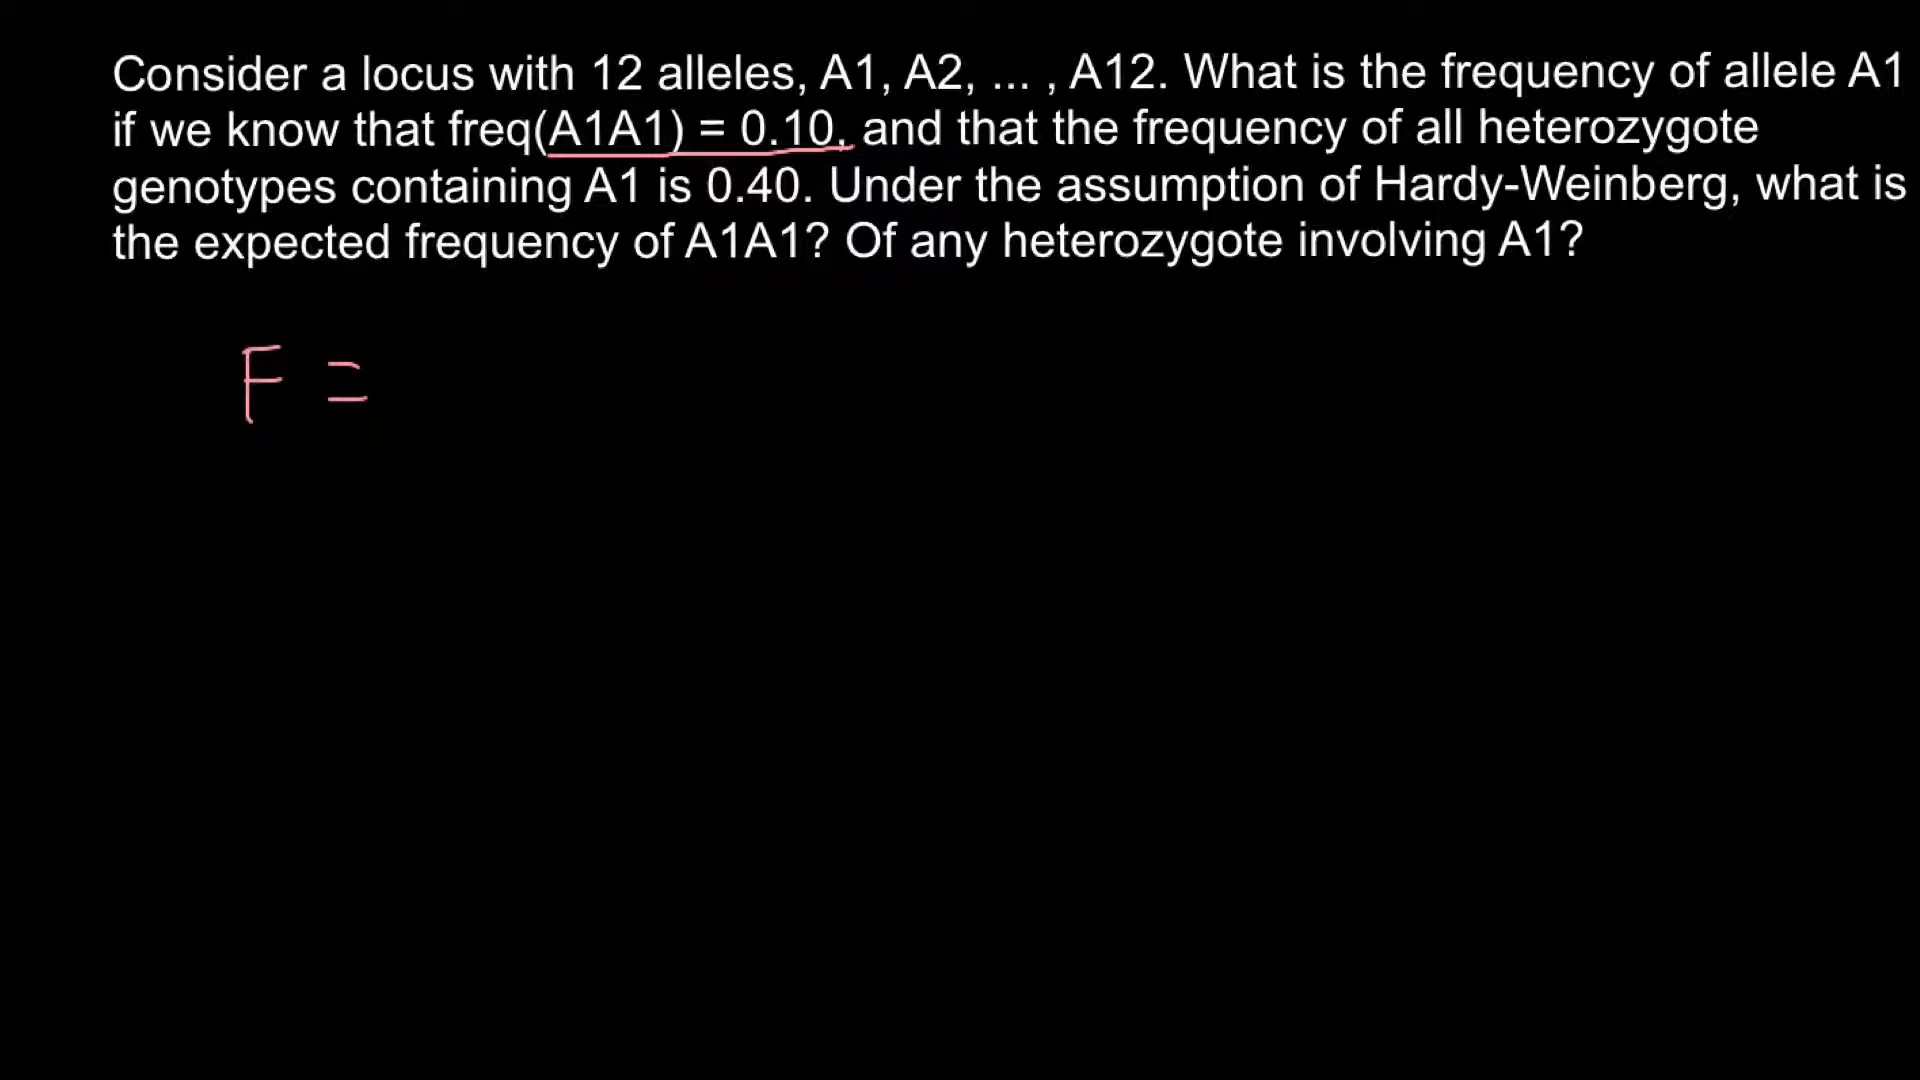 Consider a locus with 12 alleles, A1, A2, ... , A12. What is the frequency of allele A1
if we know that freq(A1A1) = 0.10, and that the frequency of all heterozygote
genotypes containing A1 is 0.40. Under the assumption of Hardy-Weinberg, what is
the expected frequency of A1A1? Of any heterozygote involving A1?
F =